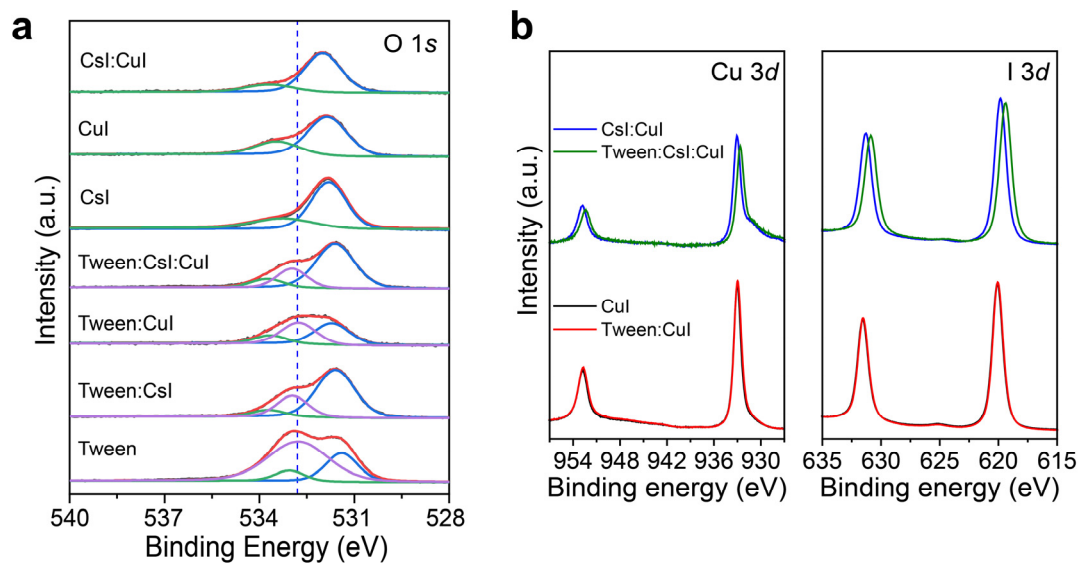 a
O 1s
CsI:CuI
CuI
CsI
Tween:CsI:CuI
Tween:CuI
Tween:CsI
Tween
Intensity (a.u.)
540 537 534 531 528
Binding Energy (eV)
b
Cu 3d
CsI:CuI
Tween:CsI:CuI
CuI
Tween:CuI
Intensity (a.u.)
954 948 942 936 930
Binding energy (eV)
I 3d
635 630 625 620 615
Binding energy (eV)